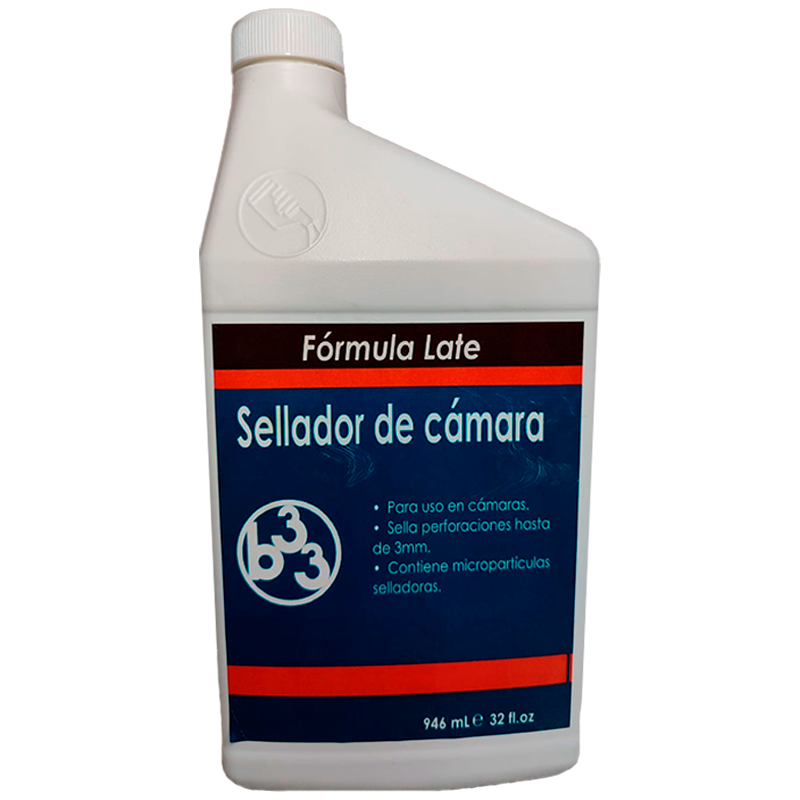 Fórmula Late
Sellador de cámara
b33
• Para uso en cámaras.
• Sella perforaciones hasta
de 3mm.
• Contiene micropartículas
selladoras.
946 mL ℮ 32 fl.oz